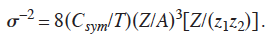 σ⁻² = 8(C_sym/T)(Z/A)³[Z/(z₁z₂)].